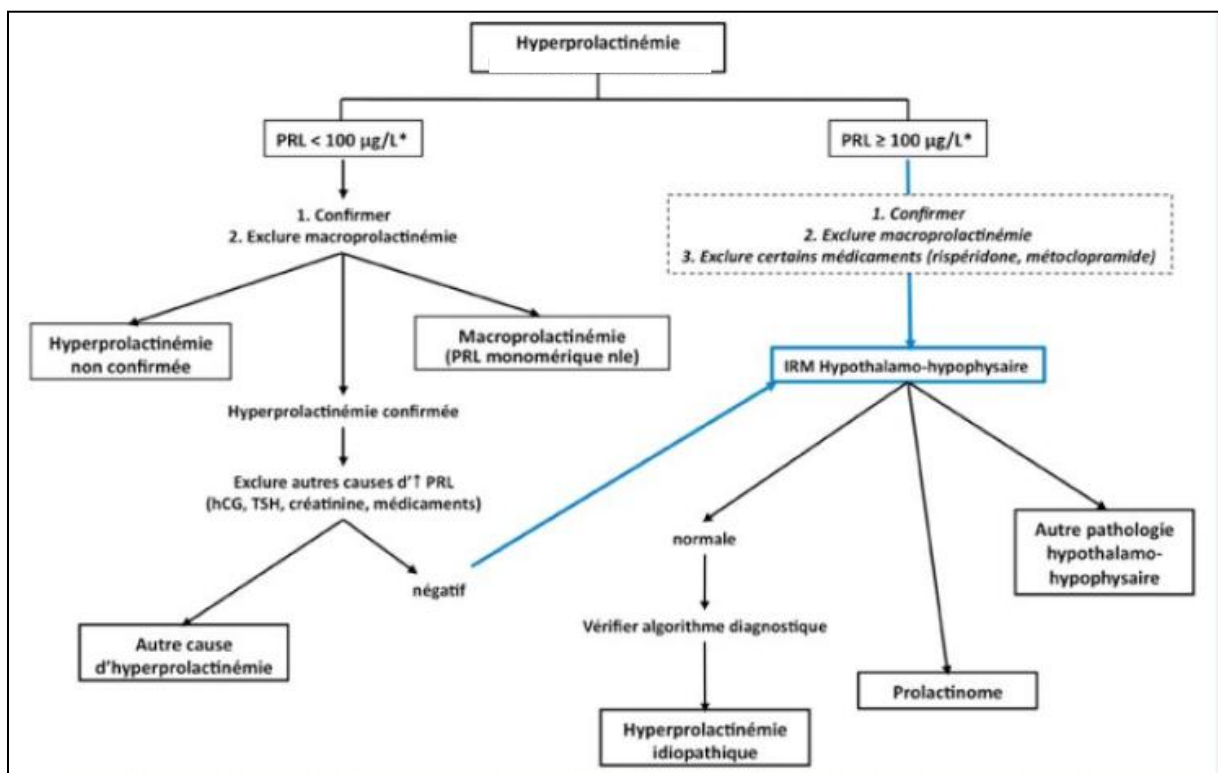 Hyperprolactinémie
PRL < 100 µg/L*
PRL ≥ 100 µg/L*
1. Confirmer
2. Exclure macroprolactinémie
1. Confirmer
2. Exclure macroprolactinémie
3. Exclure certains médicaments (rispéridone, métoclopramide)
Hyperprolactinémie
non confirmée
Macroprolactinémie
(PRL monomérique nle)
IRM Hypothalamo-hypophysaire
Hyperprolactinémie confirmée
Exclure autres causes d'↑ PRL
(hCG, TSH, créatinine, médicaments)
négatif
Autre cause
d'hyperprolactinémie
normale
Vérifier algorithme diagnostique
Hyperprolactinémie
idiopathique
Prolactinome
Autre pathologie
hypothalamo-
hypophysaire